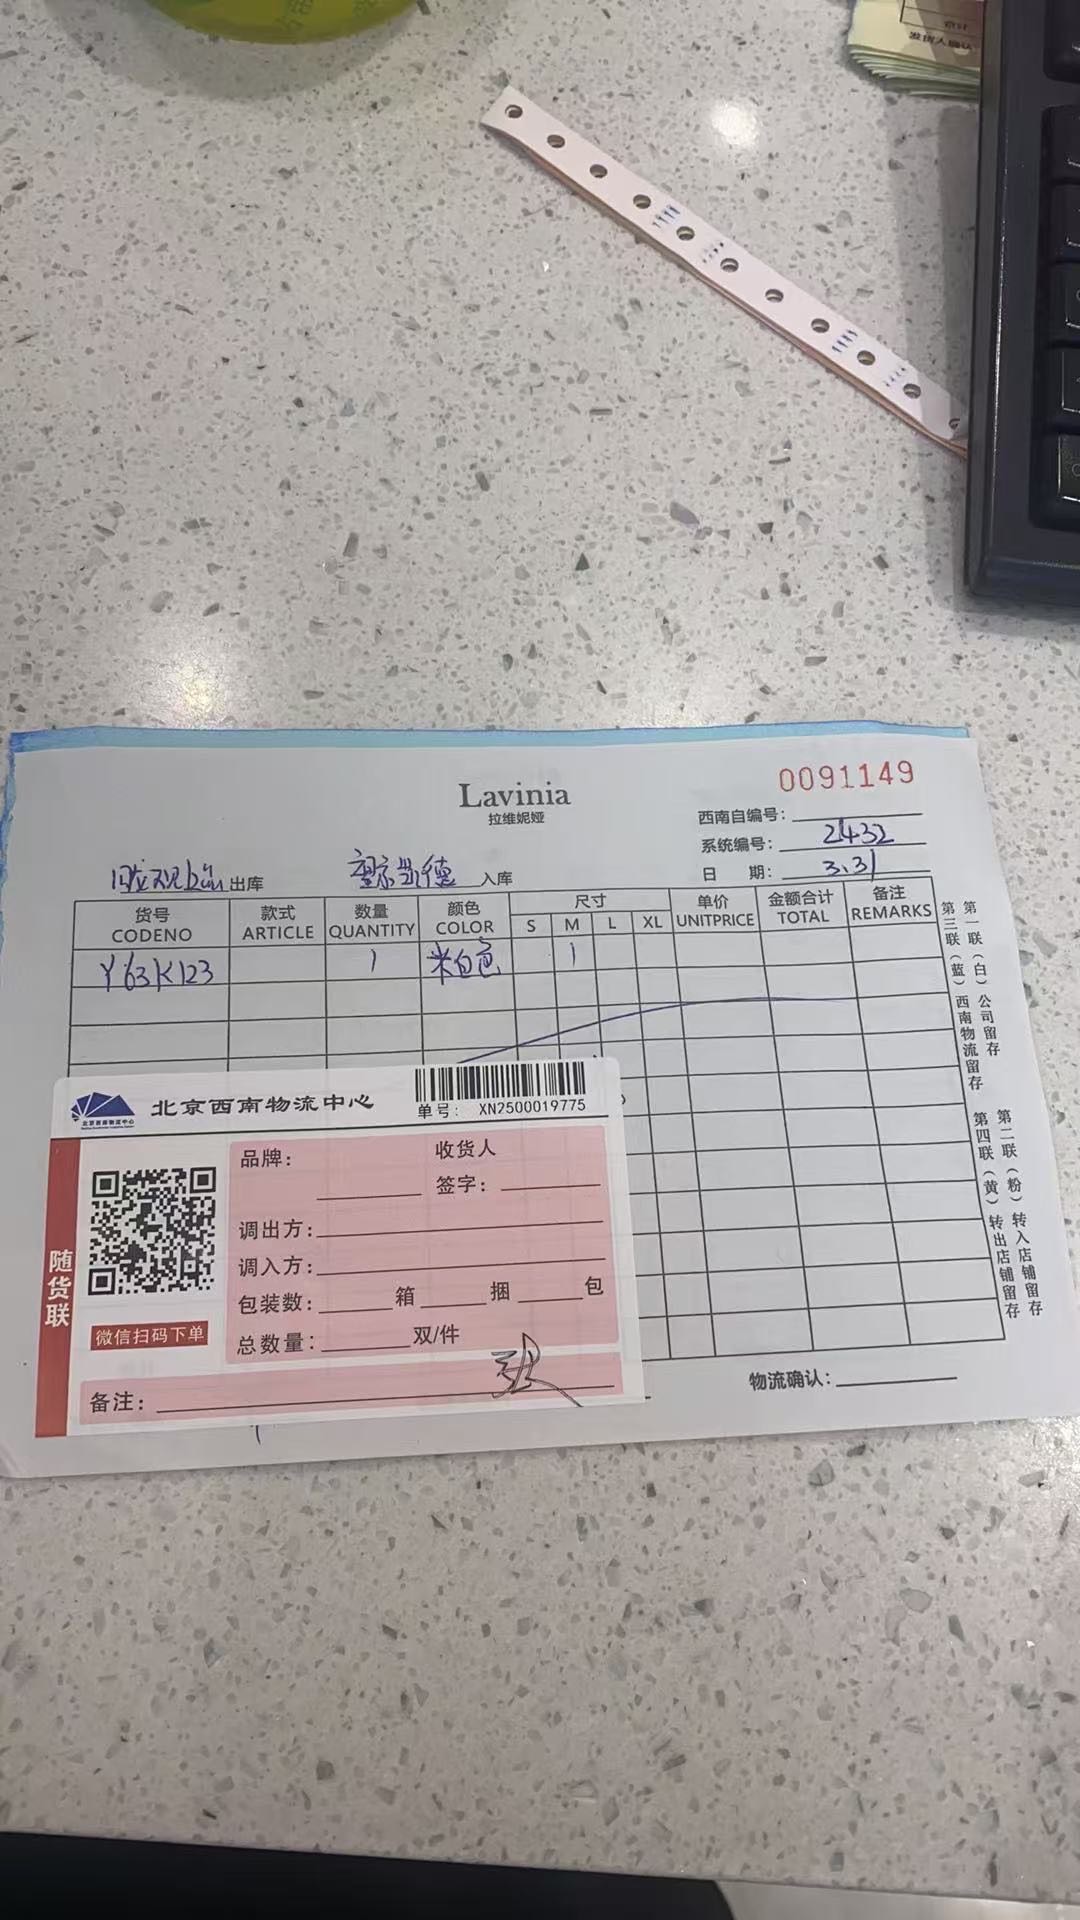 发货人确认
0091149
Lavinia
拉维妮娅
西南自编号:
系统编号: 2432
日 期: 3.31
出库
入库
货号 款式 数量 颜色 尺寸 单价 金额合计 备注
CODENO ARTICLE QUANTITY COLOR S M L XL UNITPRICE TOTAL REMARKS
Y63K123 1 米白色 1
第一联(白)公司留存
第二联(粉)转入店铺留存
第三联(蓝)西南物流留存
第四联(黄)转出店铺留存
北京西南物流中心
单号: XN2500019775
随货联
微信扫码下单
品牌:
收货人
签字:
调出方:
调入方:
包装数: 箱 捆 包
总数量: 双/件
备注:
物流确认: